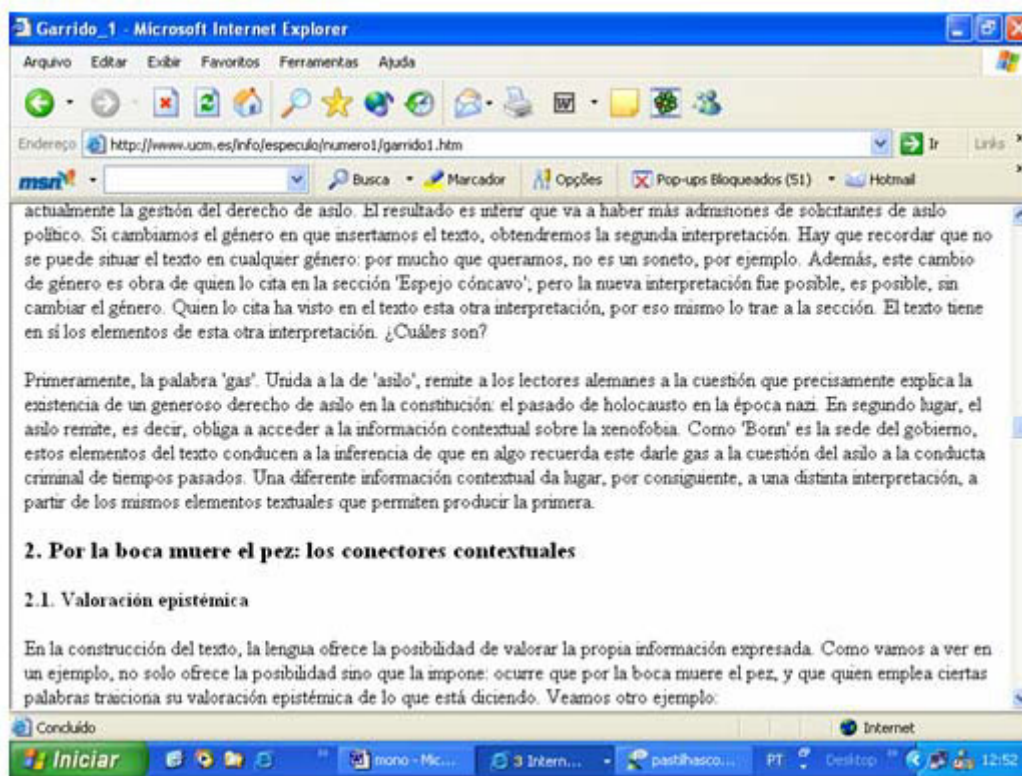 Garrido_1 - Microsoft Internet Explorer
Arquivo Editar Exibir Favoritos Ferramentas Ajuda
Endereço http://www.ucm.es/info/especulo/numero1/garrido1.htm Ir Links
msn Busca Marcador Opções Pop-ups Bloqueados (51) Hotmail
actualmente la gestión del derecho de asilo. El resultado es inferir que va a haber más admisiones de solicitantes de asilo
político. Si cambiamos el género en que insertamos el texto, obtendremos la segunda interpretación. Hay que recordar que no
se puede situar el texto en cualquier género: por mucho que queramos, no es un soneto, por ejemplo. Además, este cambio
de género es obra de quien lo cita en la sección 'Espejo cóncavo'; pero la nueva interpretación fue posible, es posible, sin
cambiar el género. Quien lo cita ha visto en el texto esta otra interpretación, por eso mismo lo trae a la sección. El texto tiene
en sí los elementos de esta otra interpretación. ¿Cuáles son?
Primeramente, la palabra 'gas'. Unida a la de 'asilo', remite a los lectores alemanes a la cuestión que precisamente explica la
existencia de un generoso derecho de asilo en la constitución: el pasado de holocausto en la época nazi. En segundo lugar, el
asilo remite, es decir, obliga a acceder a la información contextual sobre la xenofobia. Como 'Bonn' es la sede del gobierno,
estos elementos del texto conducen a la inferencia de que en algo recuerda este darle gas a la cuestión del asilo a la conducta
criminal de tiempos pasados. Una diferente información contextual da lugar, por consiguiente, a una distinta interpretación, a
partir de los mismos elementos textuales que permiten producir la primera.
2. Por la boca muere el pez: los conectores contextuales
2.1. Valoración epistémica
En la construcción del texto, la lengua ofrece la posibilidad de valorar la propia información expresada. Como vamos a ver en
un ejemplo, no solo ofrece la posibilidad sino que la impone: ocurre que por la boca muere el pez, y que quien emplea ciertas
palabras traiciona su valoración epistémica de lo que está diciendo. Veamos otro ejemplo:
Concluído Internet
Iniciar mono - Mic... 3 Intern... pastilhasco... PT Desktop 12:52